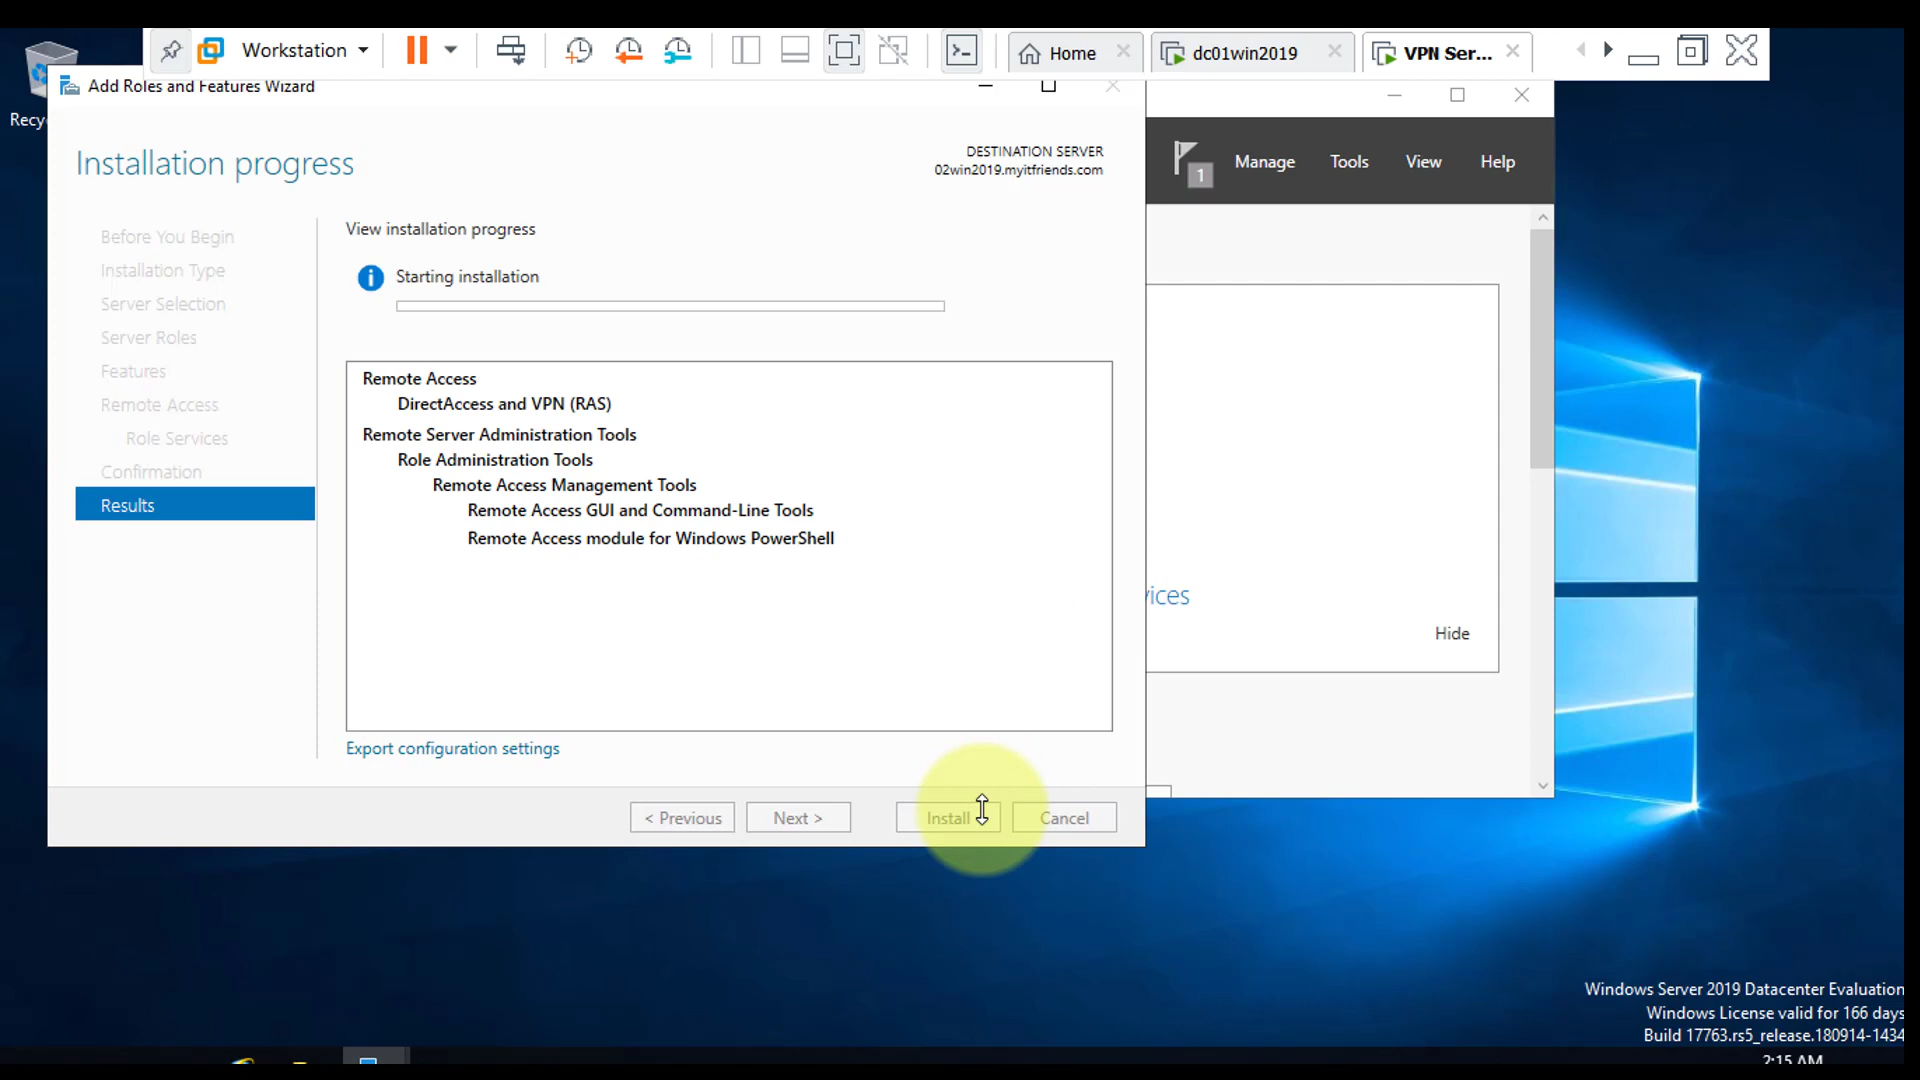 Workstation
Home
dc01win2019
VPN Ser...
Add Roles and Features Wizard
Installation progress
DESTINATION SERVER
02win2019.myitfriends.com
1
Manage
Tools
View
Help
Before You Begin
Installation Type
Server Selection
Server Roles
Features
Remote Access
Role Services
Confirmation
Results
View installation progress
Starting installation
Remote Access
DirectAccess and VPN (RAS)
Remote Server Administration Tools
Role Administration Tools
Remote Access Management Tools
Remote Access GUI and Command-Line Tools
Remote Access module for Windows PowerShell
Export configuration settings
Hide
< Previous
Next >
Install
Cancel
Windows Server 2019 Datacenter Evaluation
Windows License valid for 166 days
Build 17763.rs5_release.180914-1434
2:15 AM